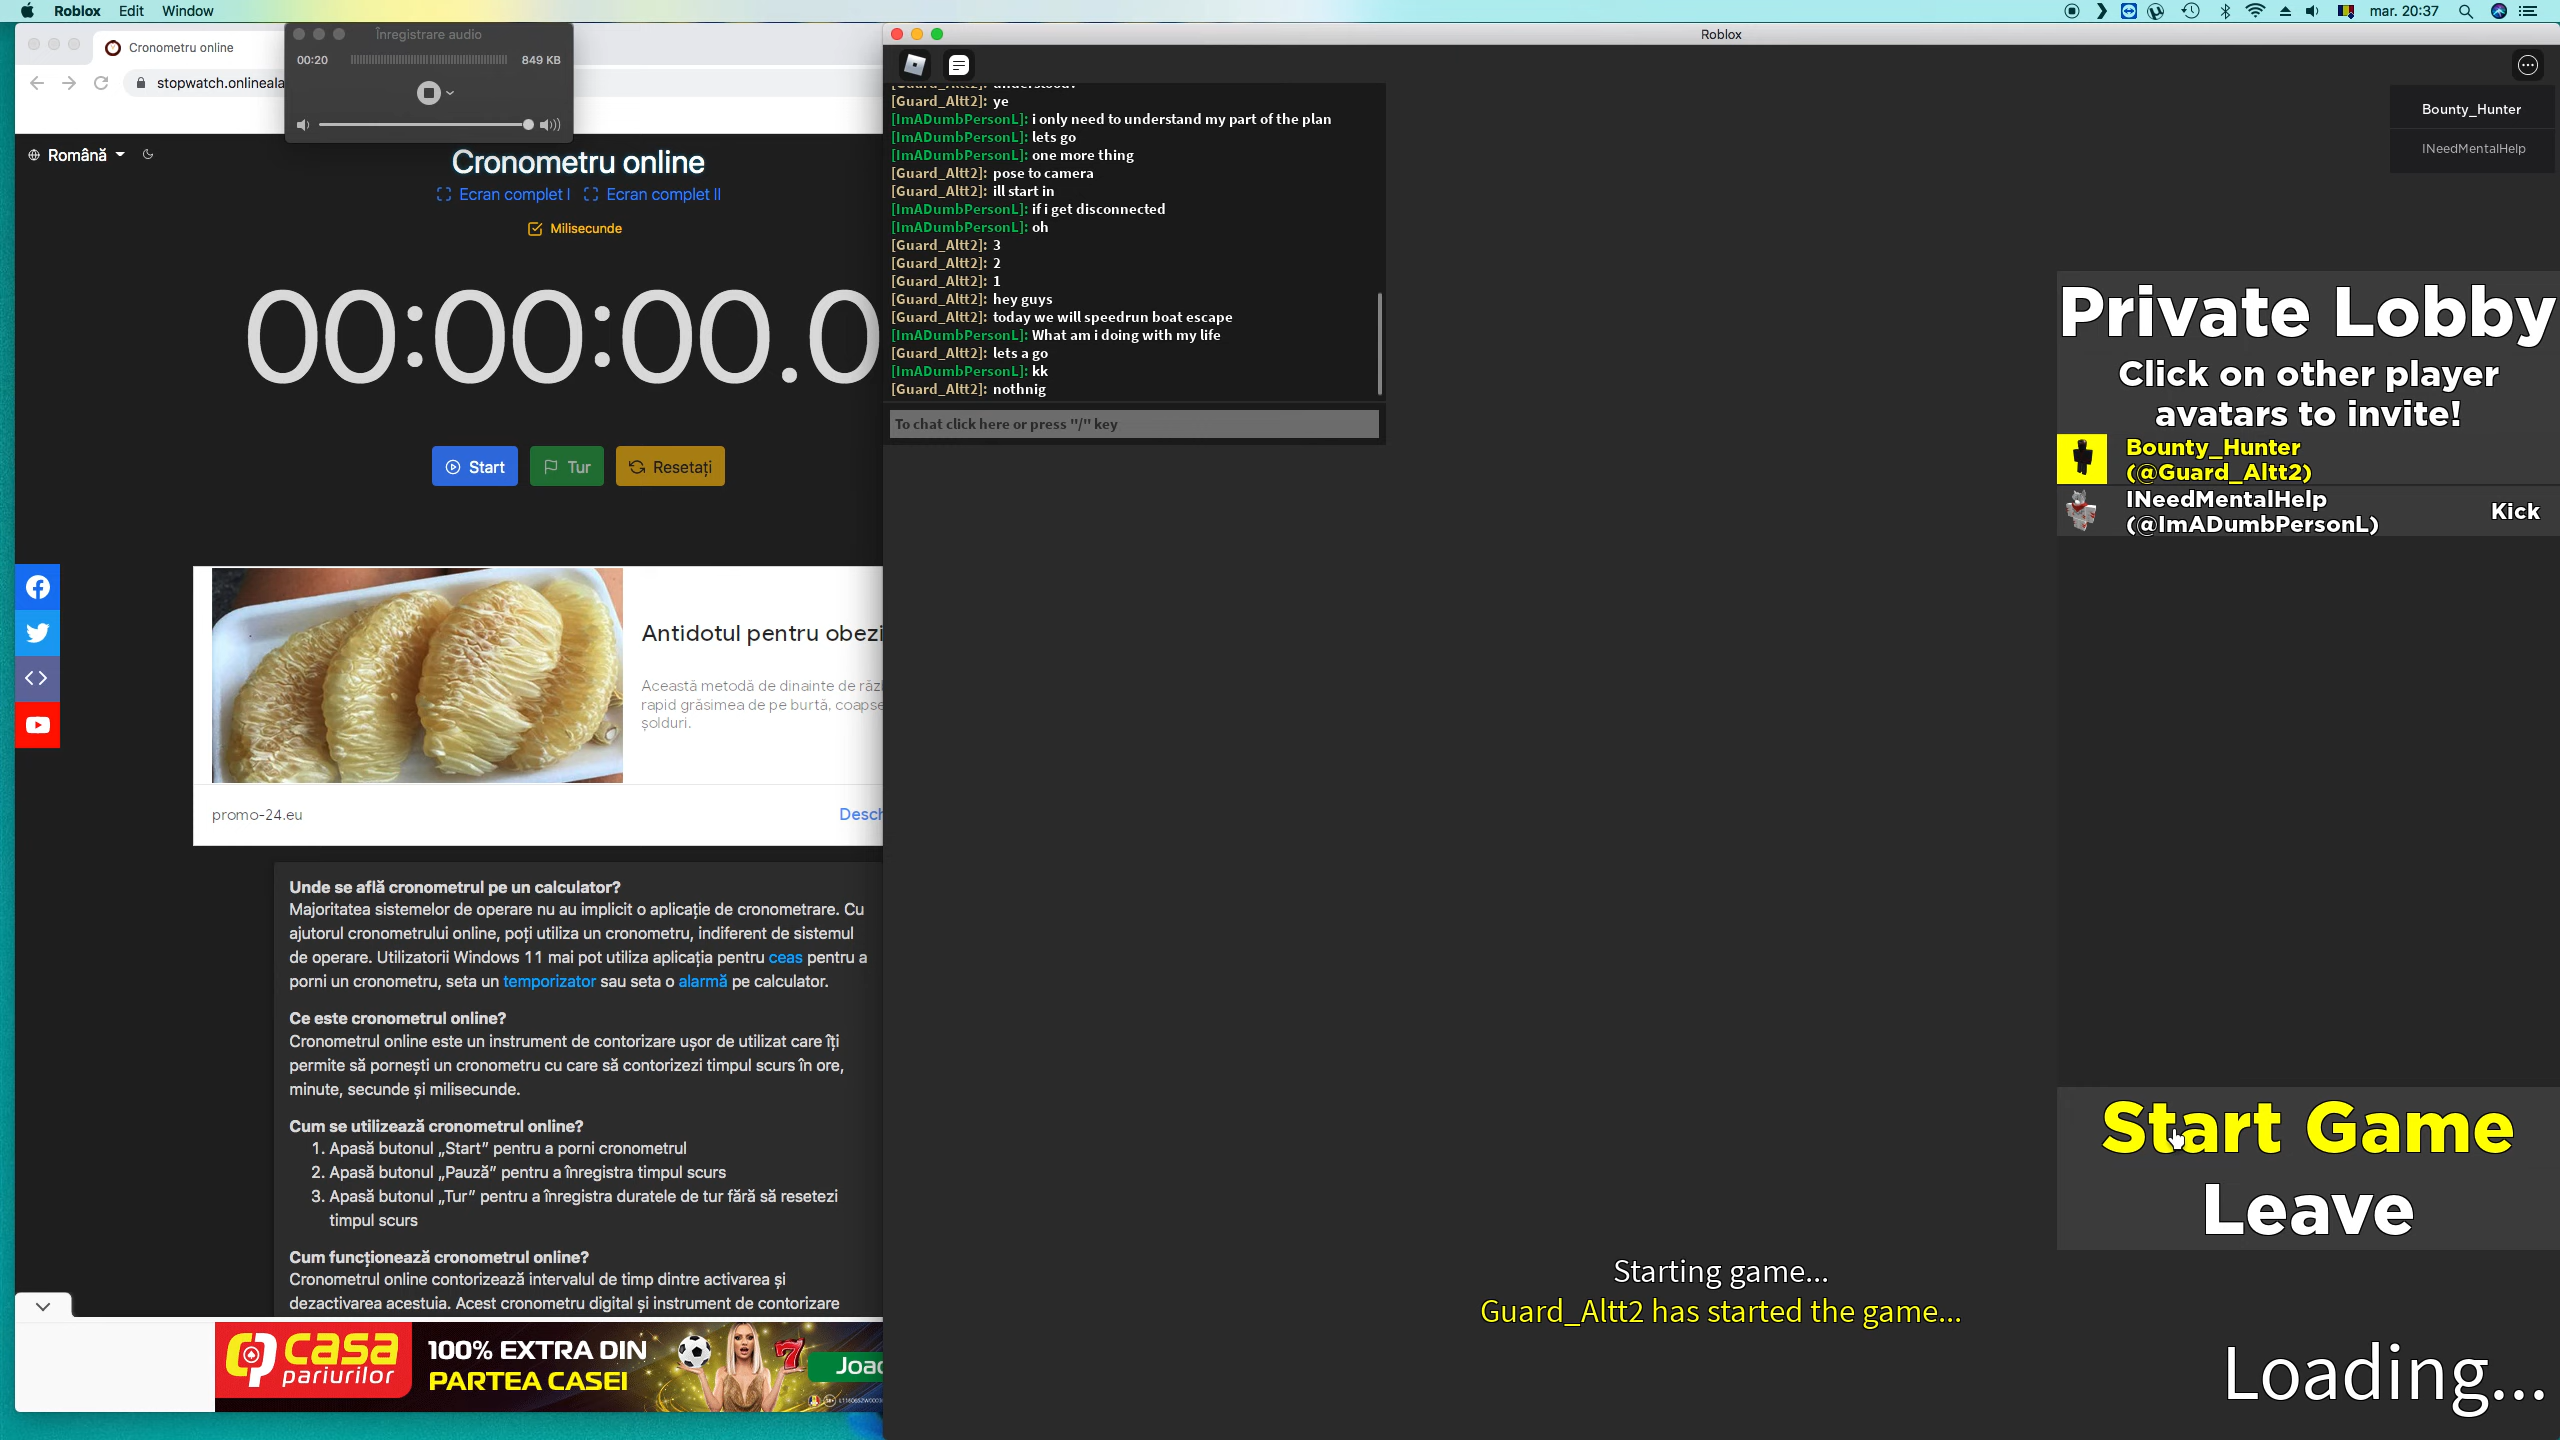 Roblox Edit Window
mar. 20:37
Cronometru online
Înregistrare audio
00:20
849 KB
stopwatch.onlineala
Română
Cronometru online
Ecran complet I Ecran complet II
Milisecunde
00:00:00.0
Start
Tur
Resetați
Antidotul pentru obezi
Această metodă de dinainte de răz
rapid grăsimea de pe burtă, coapse
șolduri.
promo-24.eu
Desch
Unde se află cronometrul pe un calculator?
Majoritatea sistemelor de operare nu au implicit o aplicație de cronometrare. Cu
ajutorul cronometrului online, poți utiliza un cronometru, indiferent de sistemul
de operare. Utilizatorii Windows 11 mai pot utiliza aplicația pentru ceas pentru a
porni un cronometru, seta un temporizator sau seta o alarmă pe calculator.
Ce este cronometrul online?
Cronometrul online este un instrument de contorizare ușor de utilizat care îți
permite să pornești un cronometru cu care să contorizezi timpul scurs în ore,
minute, secunde și milisecunde.
Cum se utilizează cronometrul online?
1. Apasă butonul „Start” pentru a porni cronometrul
2. Apasă butonul „Pauză” pentru a înregistra timpul scurs
3. Apasă butonul „Tur” pentru a înregistra duratele de tur fără să resetezi
timpul scurs
Cum funcționează cronometrul online?
Cronometrul online contorizează intervalul de timp dintre activarea și
dezactivarea acestuia. Acest cronometru digital și instrument de contorizare
casa
pariurilor
100% EXTRA DIN
PARTEA CASEI
7
Joac
Roblox
[Guard_Altt2]: understood?
[Guard_Altt2]: ye
[ImADumbPersonL]: i only need to understand my part of the plan
[ImADumbPersonL]: lets go
[ImADumbPersonL]: one more thing
[Guard_Altt2]: pose to camera
[Guard_Altt2]: ill start in
[ImADumbPersonL]: if i get disconnected
[ImADumbPersonL]: oh
[Guard_Altt2]: 3
[Guard_Altt2]: 2
[Guard_Altt2]: 1
[Guard_Altt2]: hey guys
[Guard_Altt2]: today we will speedrun boat escape
[ImADumbPersonL]: What am i doing with my life
[Guard_Altt2]: lets a go
[ImADumbPersonL]: kk
[Guard_Altt2]: nothnig
To chat click here or press "/" key
Bounty_Hunter
INeedMentalHelp
Private Lobby
Click on other player
avatars to invite!
Bounty_Hunter
(@Guard_Altt2)
INeedMentalHelp
(@ImADumbPersonL)
Kick
Start Game
Leave
Starting game...
Guard_Altt2 has started the game...
Loading...